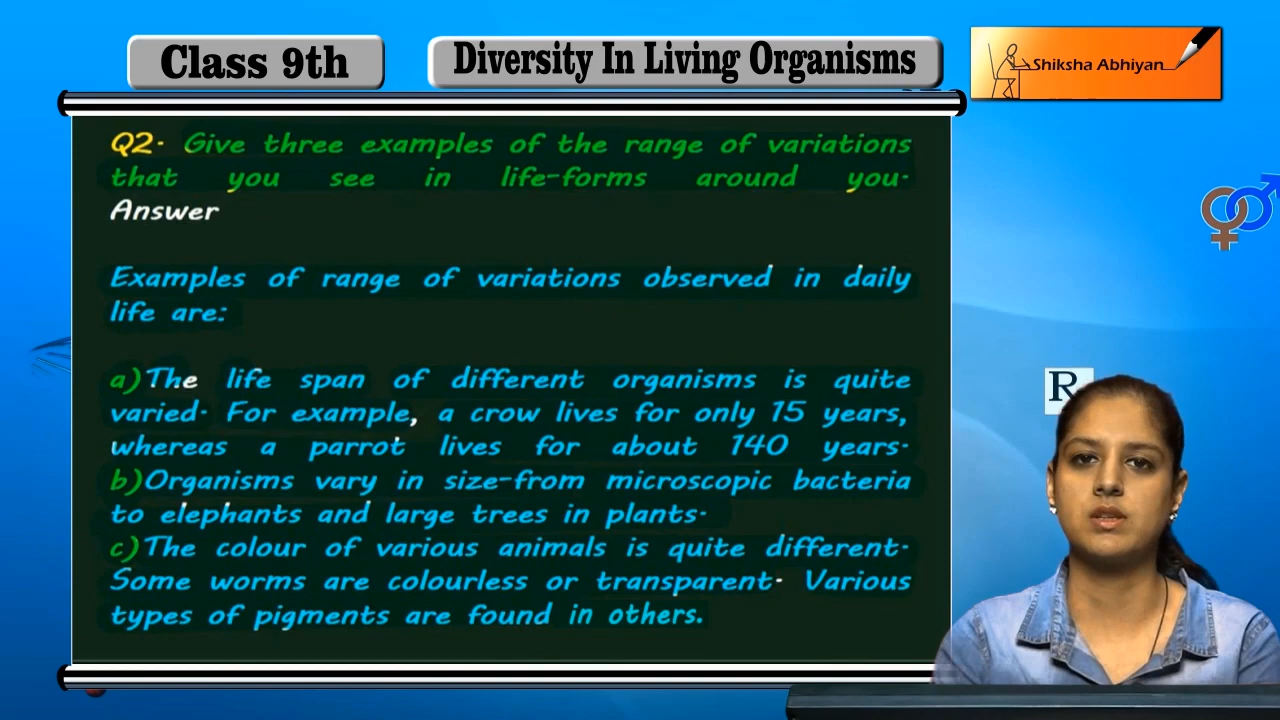 Class 9th
Diversity In Living Organisms
Shiksha Abhiyan
Q2. Give three examples of the range of variations
that you see in life-forms around you.
Answer
Examples of range of variations observed in daily
life are:
a)The life span of different organisms is quite
varied. For example, a crow lives for only 15 years,
whereas a parrot lives for about 140 years.
b)Organisms vary in size-from microscopic bacteria
to elephants and large trees in plants.
c)The colour of various animals is quite different.
Some worms are colourless or transparent. Various
types of pigments are found in others.
R